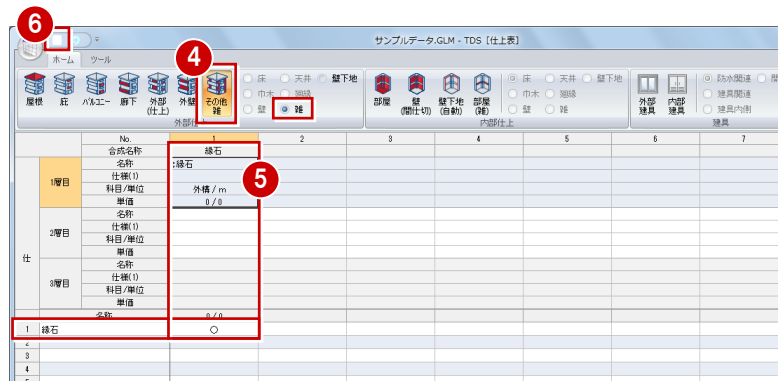 6
サンプルデータ.GLM - TDS [仕上表]
ホーム ツール
4
屋根 庇 バルコニー 廊下 外部(仕上) 外壁 その他雑
床 天井 壁下地
巾木 廻縁
壁 雑
外部仕上
部屋 壁(間仕切) 壁下地(自動) 部屋(雑)
床 天井 壁下地
巾木 廻縁
壁 雑
内部仕上
外部建具 内部建具
防水関連
建具関連
建具内側
建具
No. 1 2 3 4 5 6 7
合成名称 縁石
5
仕
1層目
名称 :縁石
仕様(1)
科目/単位 外構 / m
単価 0 / 0
2層目
名称
仕様(1)
科目/単位
単価
3層目
名称
仕様(1)
科目/単位
単価
名称 0 / 0
1 縁石 ○
2
3
4